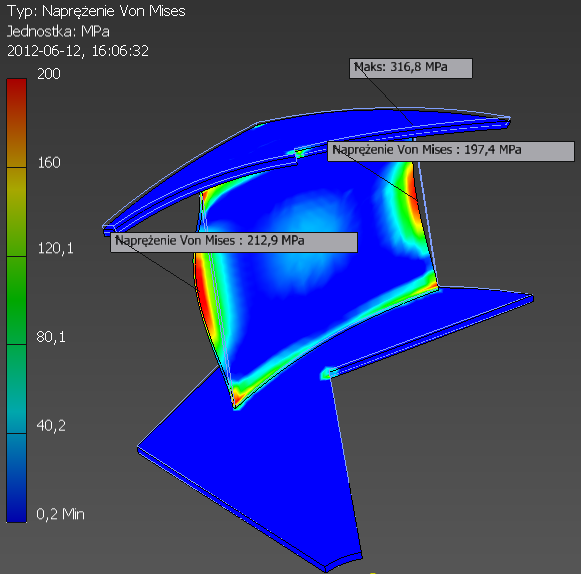 Typ: Naprężenie Von Mises
Jednostka: MPa
2012-06-12, 16:06:32
200
Maks: 316,8 MPa
Naprężenie Von Mises : 197,4 MPa
160
Naprężenie Von Mises : 212,9 MPa
120,1
80,1
40,2
0,2 Min